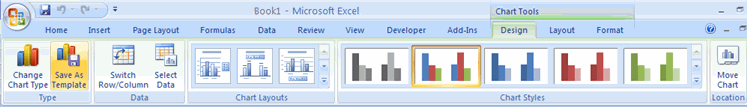 Book1 - Microsoft Excel
Chart Tools
Home Insert Page Layout Formulas Data Review View Developer Add-Ins Design Layout Format
Change Chart Type
Save As Template
Switch Row/Column
Select Data
Move Chart
Type Data Chart Layouts Chart Styles Location